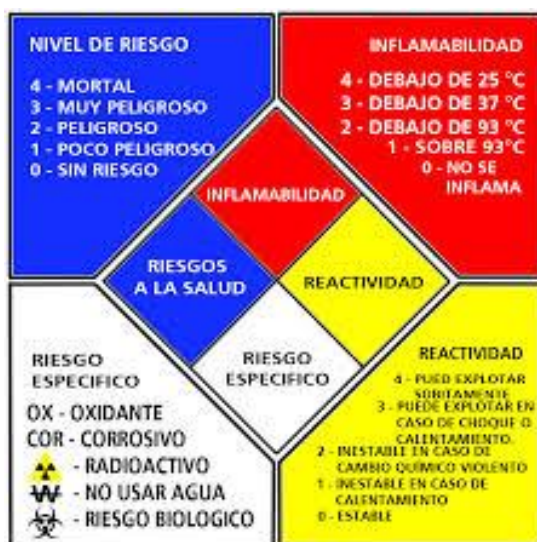 NIVEL DE RIESGO
4 - MORTAL
3 - MUY PELIGROSO
2 - PELIGROSO
1 - POCO PELIGROSO
0 - SIN RIESGO
INFLAMABILIDAD
4 - DEBAJO DE 25 °C
3 - DEBAJO DE 37 °C
2 - DEBAJO DE 93 °C
1 - SOBRE 93°C
0 - NO SE
INFLAMA
INFLAMABILIDAD
RIESGOS
A LA SALUD
REACTIVIDAD
RIESGO
ESPECIFICO
RIESGO
ESPECIFICO
OX - OXIDANTE
COR - CORROSIVO
- RADIOACTIVO
W - NO USAR AGUA
- RIESGO BIOLOGICO
REACTIVIDAD
4 - PUED EXPLOTAR
SOBITAMENTE
3 - PUEDE EXPLOTAR EN
CASO DE CHOQUE O
CALENTAMIENTO.
2 - INESTABLE EN CASO DE
CAMBIO QUÍMICO VIOLENTO
1 - INESTABLE EN CASO DE
CALENTAMIENTO
0 - ESTABLE